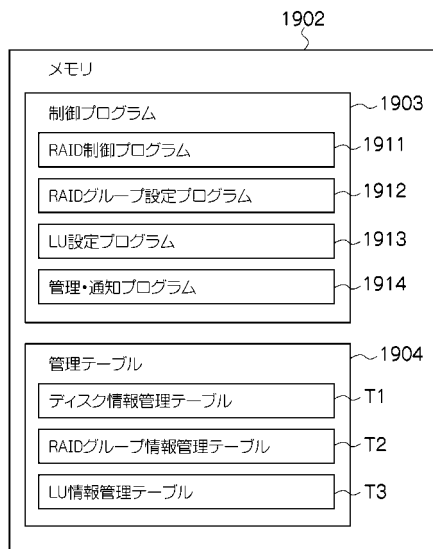 1902
メモリ
制御プログラム 1903
RAID制御プログラム 1911
RAIDグループ設定プログラム 1912
LU設定プログラム 1913
管理・通知プログラム 1914
管理テーブル 1904
ディスク情報管理テーブル T1
RAIDグループ情報管理テーブル T2
LU情報管理テーブル T3